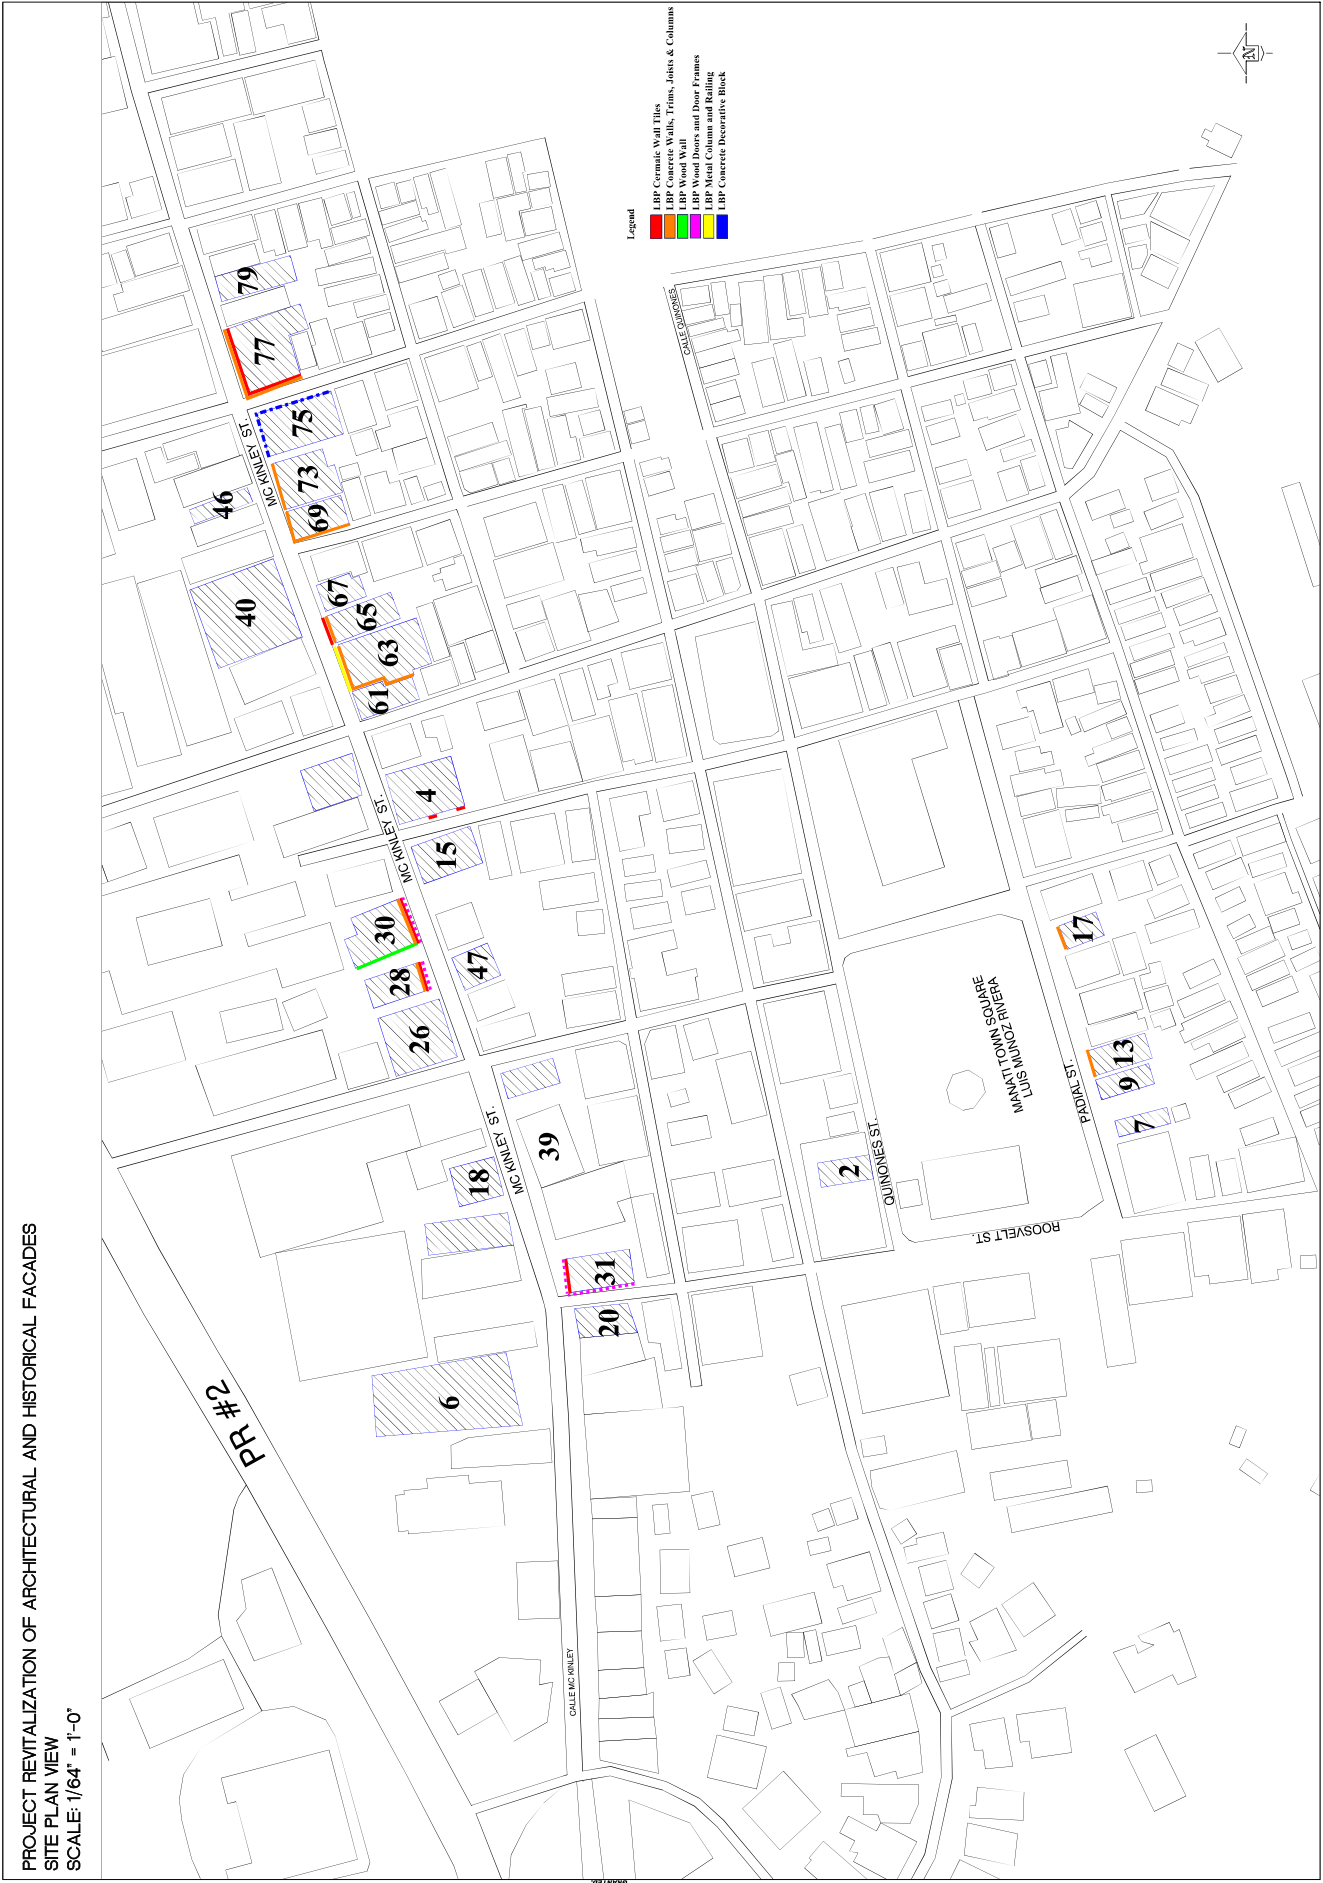 PROJECT REVITALIZATION OF ARCHITECTURAL AND HISTORICAL FACADES
SITE PLAN VIEW
SCALE: 1/64" = 1'-0"
Legend
LBP Cermaic Wall Tiles
LBP Concrete Walls, Trims, Joists & Columns
LBP Wood Wall
LBP Wood Doors and Door Frames
LBP Metal Column and Railing
LBP Concrete Decorative Block
N
PR #2
CALLE MC KINLEY
MC KINLEY ST.
MC KINLEY ST.
MC KINLEY ST.
MC KINLEY ST.
CALLE QUINONES
QUINONES ST.
ROOSVELT ST.
PADIAL ST.
MANATI TOWN SQUARE
LUIS MUNOZ RIVERA
6
18
26
28
30
40
46
20
31
39
47
15
4
61
63
65
67
69
73
75
77
79
2
7
9
13
17